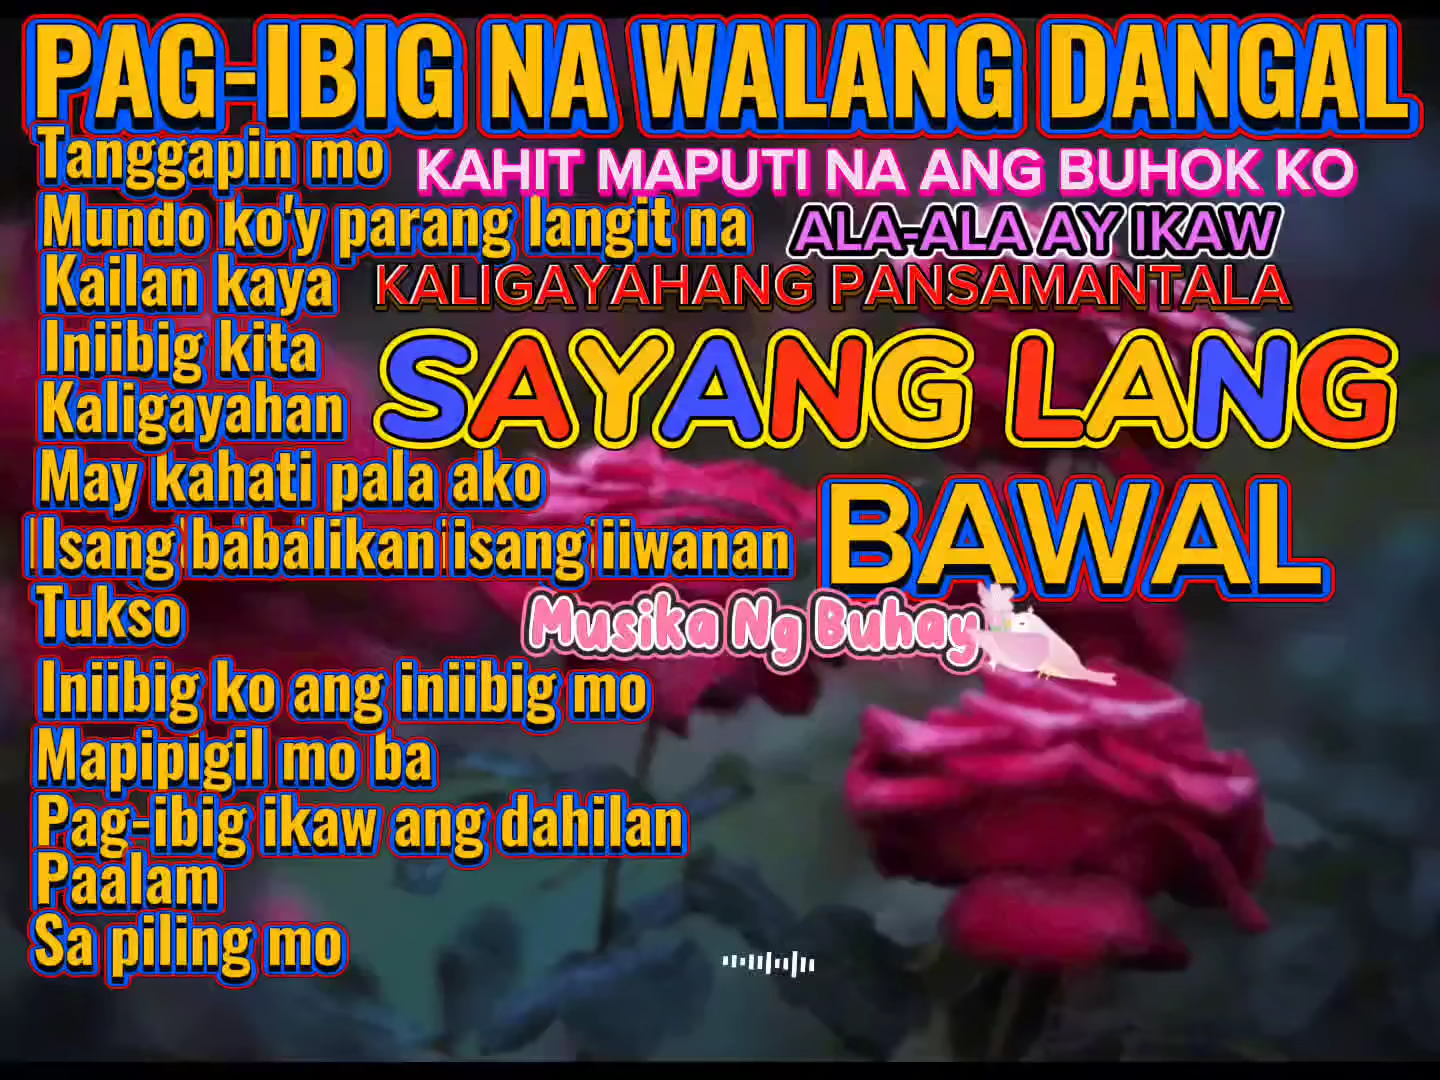 PAG-IBIG NA WALANG DANGAL
Tanggapin mo
KAHIT MAPUTI NA ANG BUHOK KO
Mundo ko'y parang langit na
ALA-ALA AY IKAW
Kailan kaya
KALIGAYAHANG PANSAMANTALA
Iniibig kita
SAYANG LANG
Kaligayahan
May kahati pala ako
BAWAL
Isang babalikan isang iiwanan
Tukso
Musika Ng Buhay
Iniibig ko ang iniibig mo
Mapipigil mo ba
Pag-ibig ikaw ang dahilan
Paalam
Sa piling mo